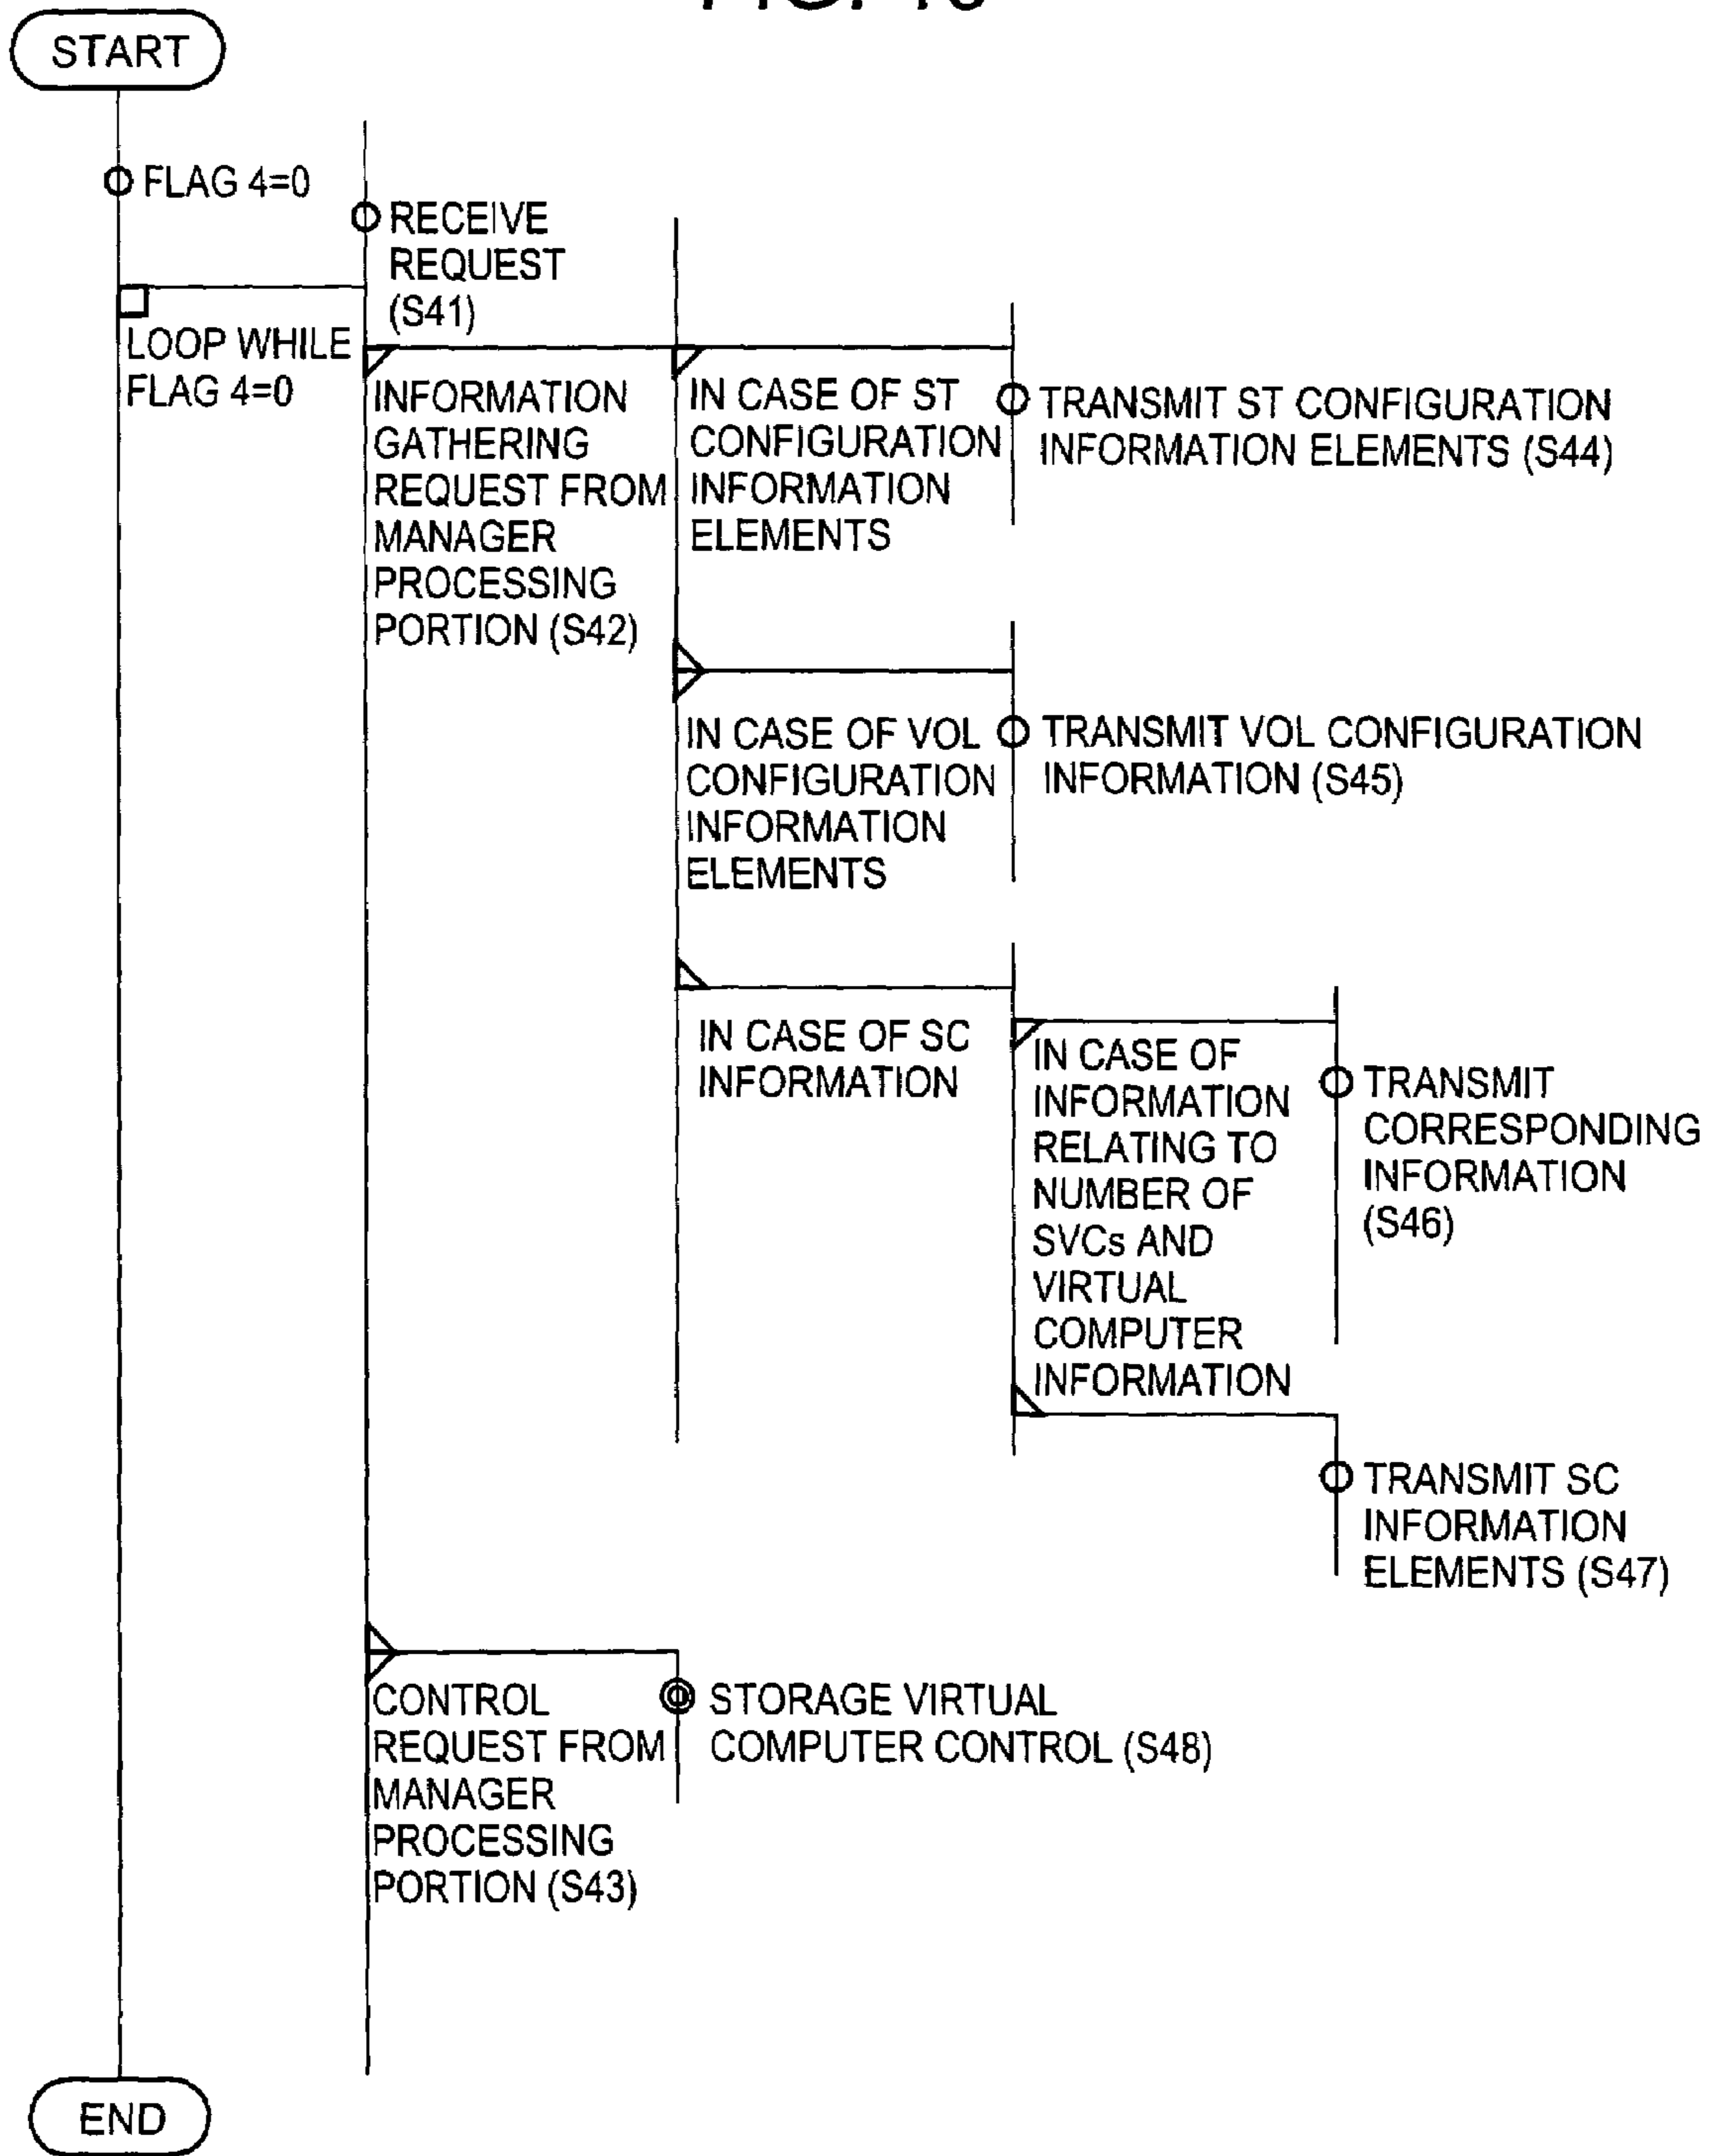 START
FLAG 4=0
RECEIVE
REQUEST
(S41)
LOOP WHILE
FLAG 4=0
INFORMATION
GATHERING
REQUEST FROM
MANAGER
PROCESSING
PORTION (S42)
IN CASE OF ST
CONFIGURATION
INFORMATION
ELEMENTS
TRANSMIT ST CONFIGURATION
INFORMATION ELEMENTS (S44)
IN CASE OF VOL
CONFIGURATION
INFORMATION
ELEMENTS
TRANSMIT VOL CONFIGURATION
INFORMATION (S45)
IN CASE OF SC
INFORMATION
IN CASE OF
INFORMATION
RELATING TO
NUMBER OF
SVCs AND
VIRTUAL
COMPUTER
INFORMATION
TRANSMIT
CORRESPONDING
INFORMATION
(S46)
TRANSMIT SC
INFORMATION
ELEMENTS (S47)
CONTROL
REQUEST FROM
MANAGER
PROCESSING
PORTION (S43)
STORAGE VIRTUAL
COMPUTER CONTROL (S48)
END